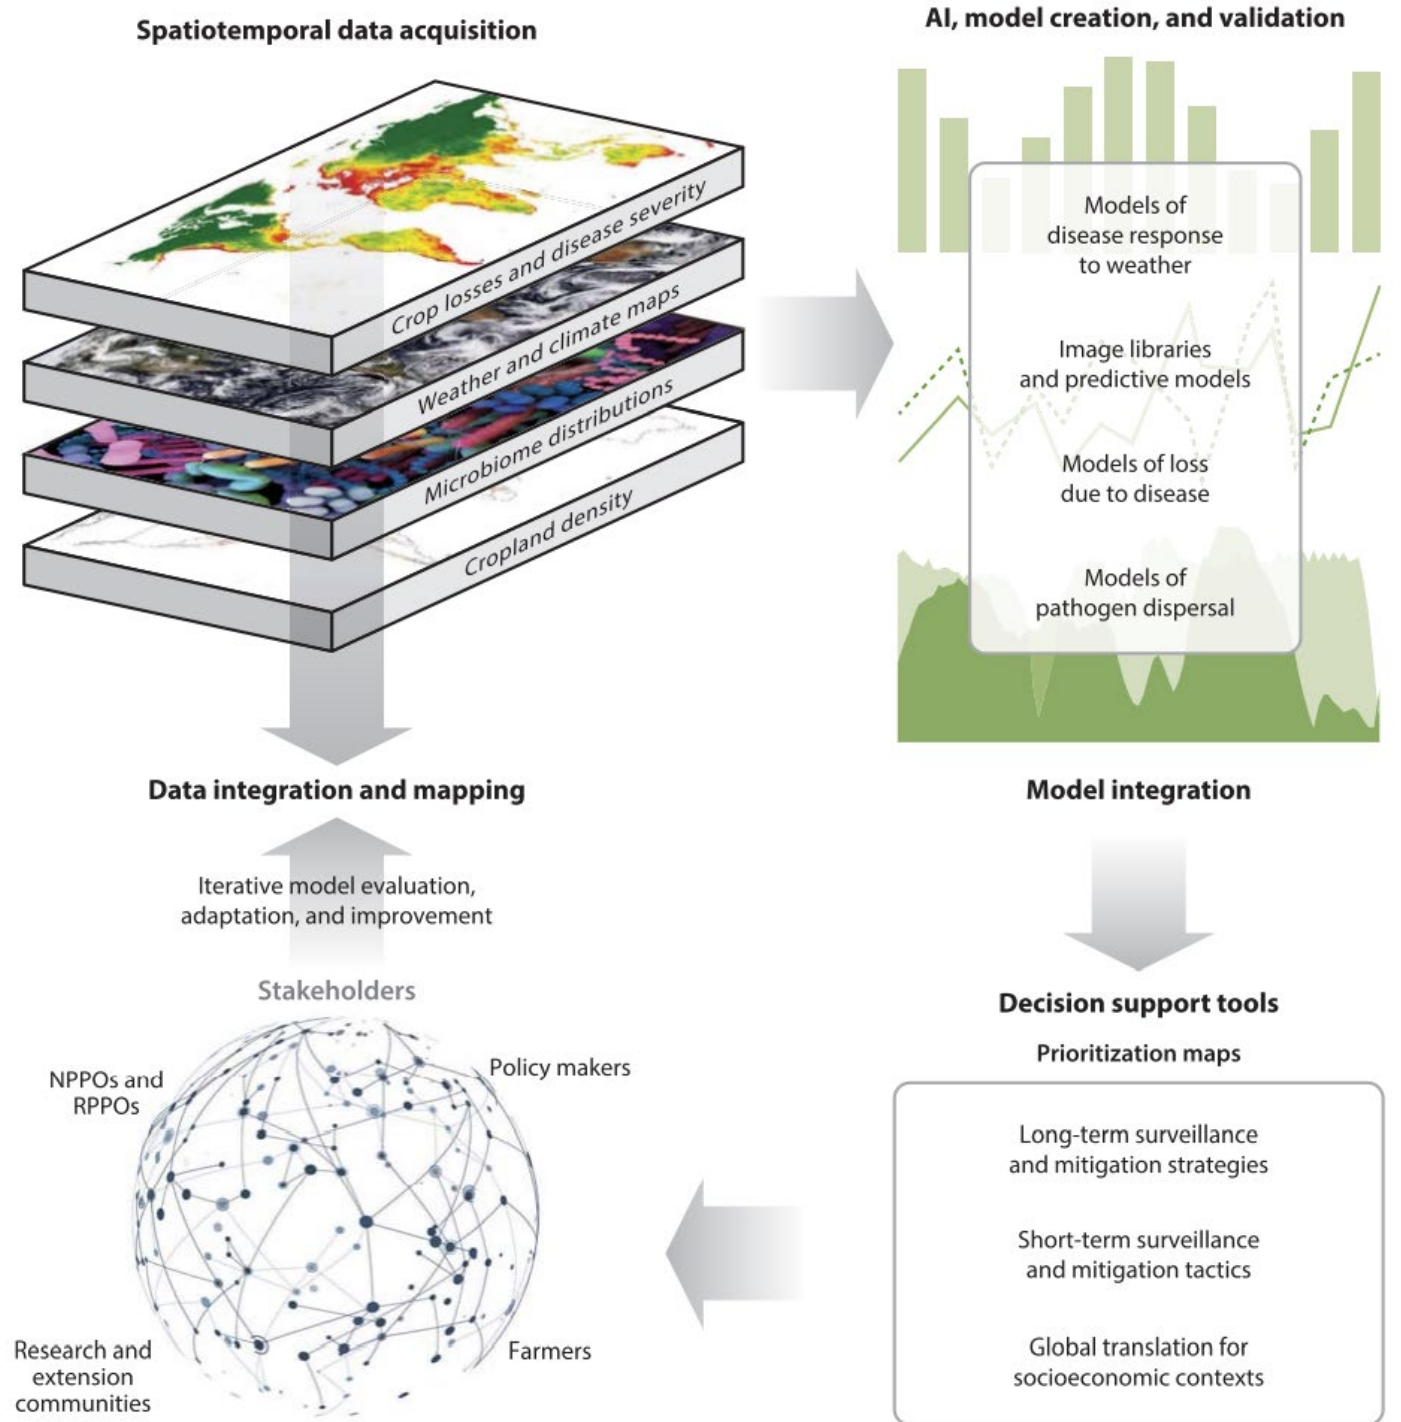 Spatiotemporal data acquisition
Crop losses and disease severity
Weather and climate maps
Microbiome distributions
Cropland density
AI, model creation, and validation
Models of
disease response
to weather
Image libraries
and predictive models
Models of loss
due to disease
Models of
pathogen dispersal
Data integration and mapping
Model integration
Iterative model evaluation,
adaptation, and improvement
Stakeholders
NPPOs and
RPPOs
Policy makers
Research and
extension
communities
Farmers
Decision support tools
Prioritization maps
Long-term surveillance
and mitigation strategies
Short-term surveillance
and mitigation tactics
Global translation for
socioeconomic contexts